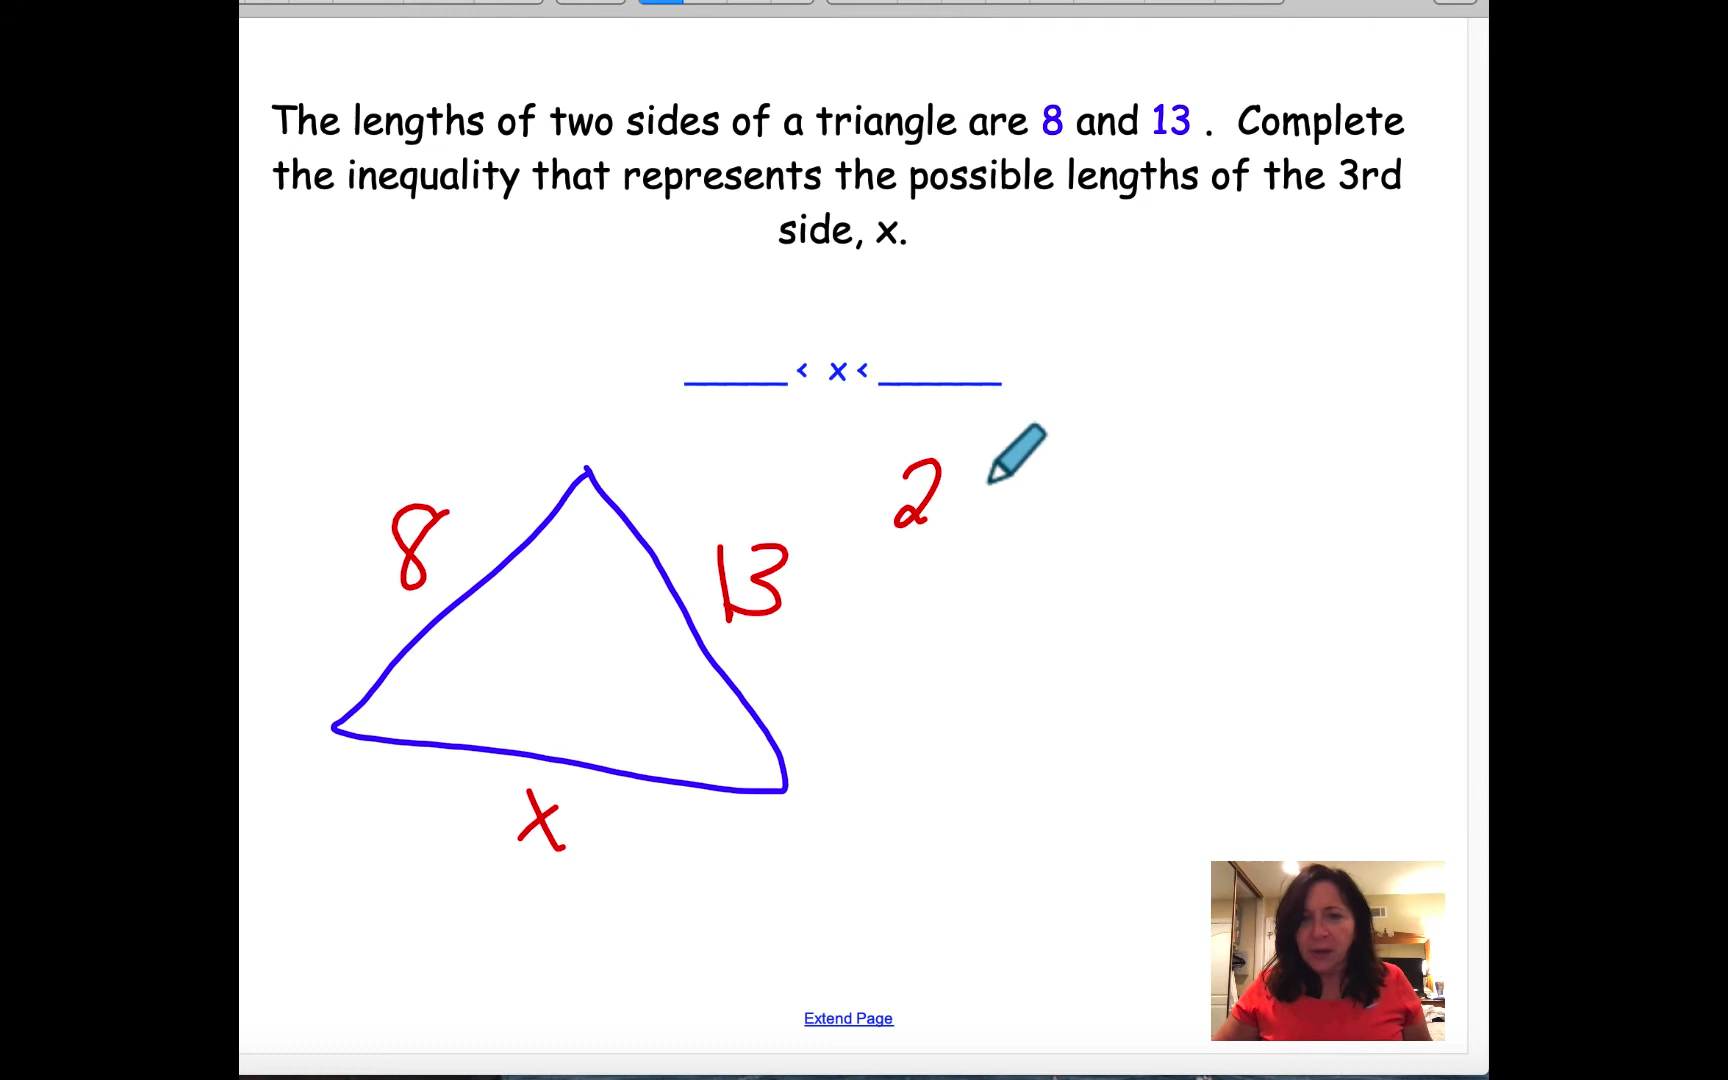 The lengths of two sides of a triangle are 8 and 13 . Complete
the inequality that represents the possible lengths of the 3rd
side, x.
______< x<_______
2
8
13
x
Extend Page